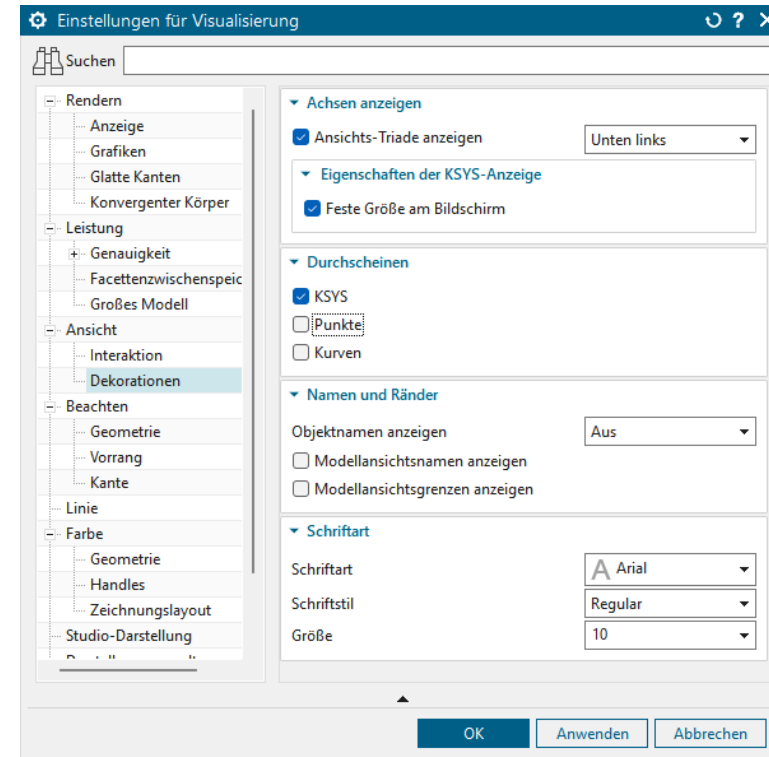 Einstellungen für Visualisierung
Suchen
Rendern
Anzeige
Grafiken
Glatte Kanten
Konvergenter Körper
Leistung
Genauigkeit
Facettenzwischenspeic
Großes Modell
Ansicht
Interaktion
Dekorationen
Beachten
Geometrie
Vorrang
Kante
Linie
Farbe
Geometrie
Handles
Zeichnungslayout
Studio-Darstellung
Achsen anzeigen
Ansichts-Triade anzeigen Unten links
Eigenschaften der KSYS-Anzeige
Feste Größe am Bildschirm
Durchscheinen
KSYS
Punkte
Kurven
Namen und Ränder
Objektnamen anzeigen Aus
Modellansichtsnamen anzeigen
Modellansichtsgrenzen anzeigen
Schriftart
Schriftart A Arial
Schriftstil Regular
Größe 10
OK Anwenden Abbrechen